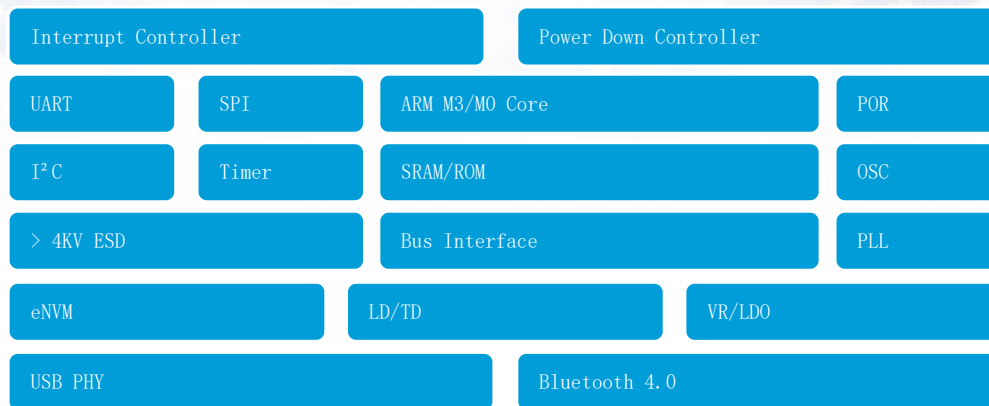 Interrupt Controller
Power Down Controller
UART
SPI
ARM M3/M0 Core
POR
I²C
Timer
SRAM/ROM
OSC
> 4KV ESD
Bus Interface
PLL
eNVM
LD/TD
VR/LDO
USB PHY
Bluetooth 4.0